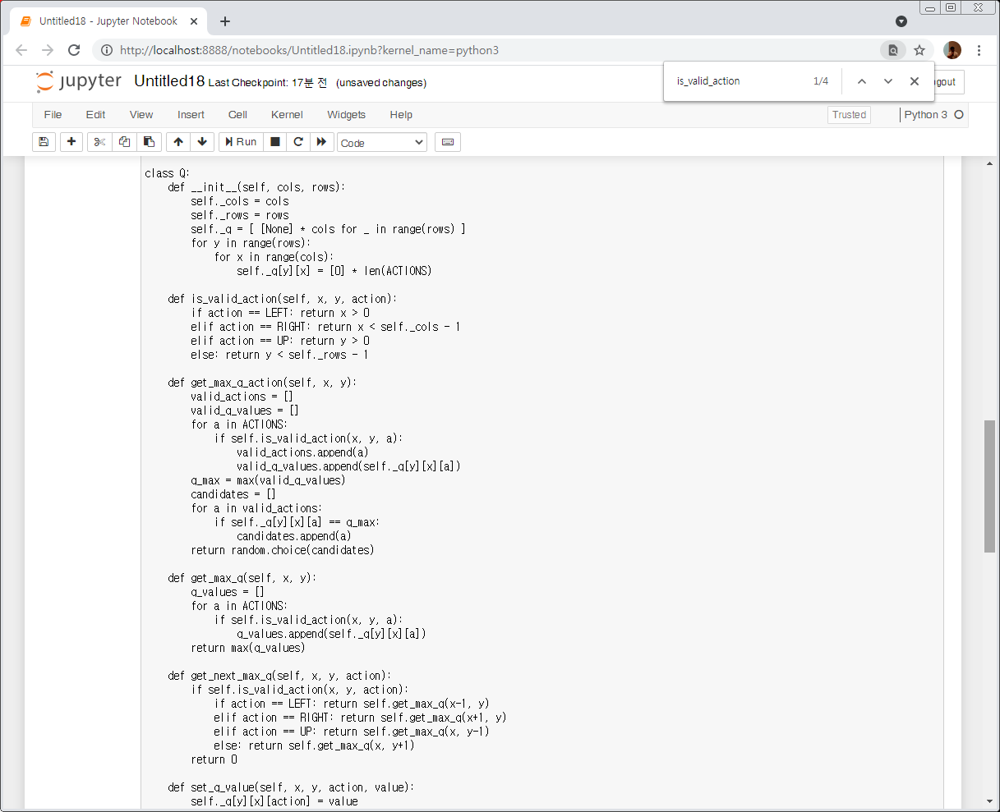 Untitled18 - Jupyter Notebook
http://localhost:8888/notebooks/Untitled18.ipynb?kernel_name=python3
is_valid_action 1/4
jupyter Untitled18 Last Checkpoint: 17분 전 (unsaved changes)
File Edit View Insert Cell Kernel Widgets Help Trusted Python 3
Run Code
class Q:
    def __init__(self, cols, rows):
        self._cols = cols
        self._rows = rows
        self._q = [ [None] * cols for _ in range(rows) ]
        for y in range(rows):
            for x in range(cols):
                self._q[y][x] = [0] * len(ACTIONS)
    def is_valid_action(self, x, y, action):
        if action == LEFT: return x > 0
        elif action == RIGHT: return x < self._cols - 1
        elif action == UP: return y > 0
        else: return y < self._rows - 1
    def get_max_q_action(self, x, y):
        valid_actions = []
        valid_q_values = []
        for a in ACTIONS:
            if self.is_valid_action(x, y, a):
                valid_actions.append(a)
                valid_q_values.append(self._q[y][x][a])
        q_max = max(valid_q_values)
        candidates = []
        for a in valid_actions:
            if self._q[y][x][a] == q_max:
                candidates.append(a)
        return random.choice(candidates)
    def get_max_q(self, x, y):
        q_values = []
        for a in ACTIONS:
            if self.is_valid_action(x, y, a):
                q_values.append(self._q[y][x][a])
        return max(q_values)
    def get_next_max_q(self, x, y, action):
        if self.is_valid_action(x, y, action):
            if action == LEFT: return self.get_max_q(x-1, y)
            elif action == RIGHT: return self.get_max_q(x+1, y)
            elif action == UP: return self.get_max_q(x, y-1)
            else: return self.get_max_q(x, y+1)
        return 0
    def set_q_value(self, x, y, action, value):
        self._q[y][x][action] = value